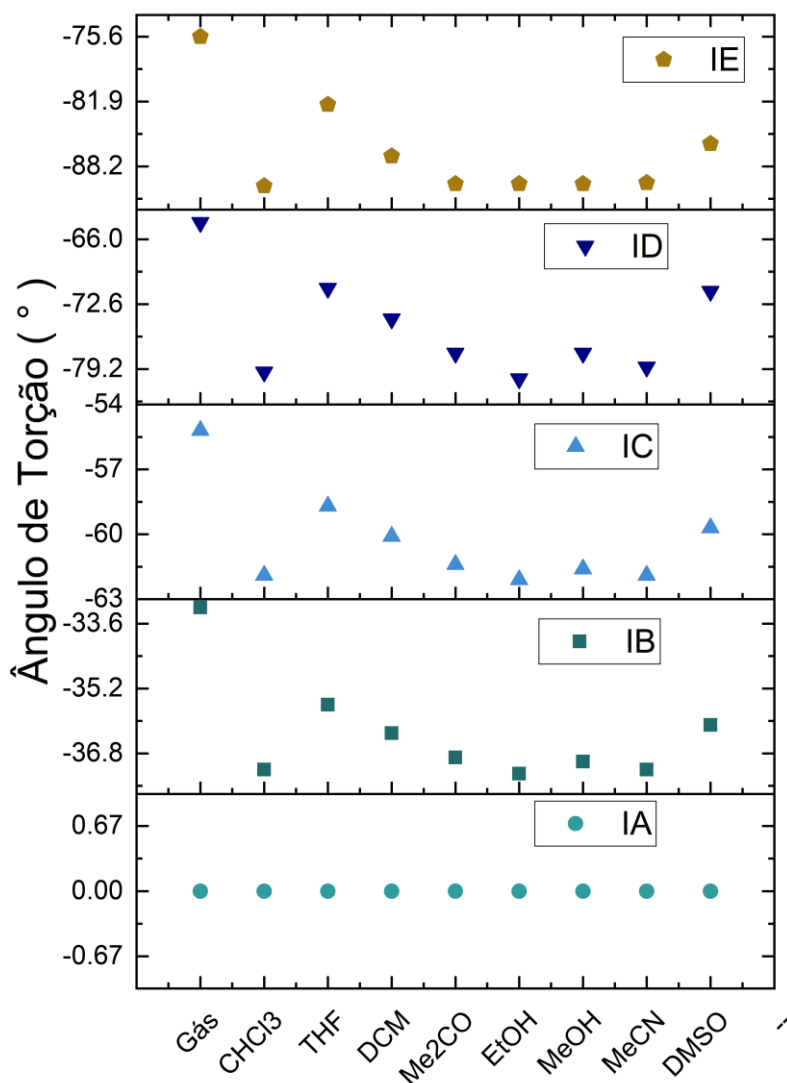 Ângulo de Torção ( ° )
-75.6
IE
-81.9
-88.2
-66.0
ID
-72.6
-79.2
-54
IC
-57
-60
-63
-33.6
IB
-35.2
-36.8
0.67
IA
0.00
-0.67
Gás
CHCl3
THF
DCM
Me2CO
EtOH
MeOH
MeCN
DMSO
--